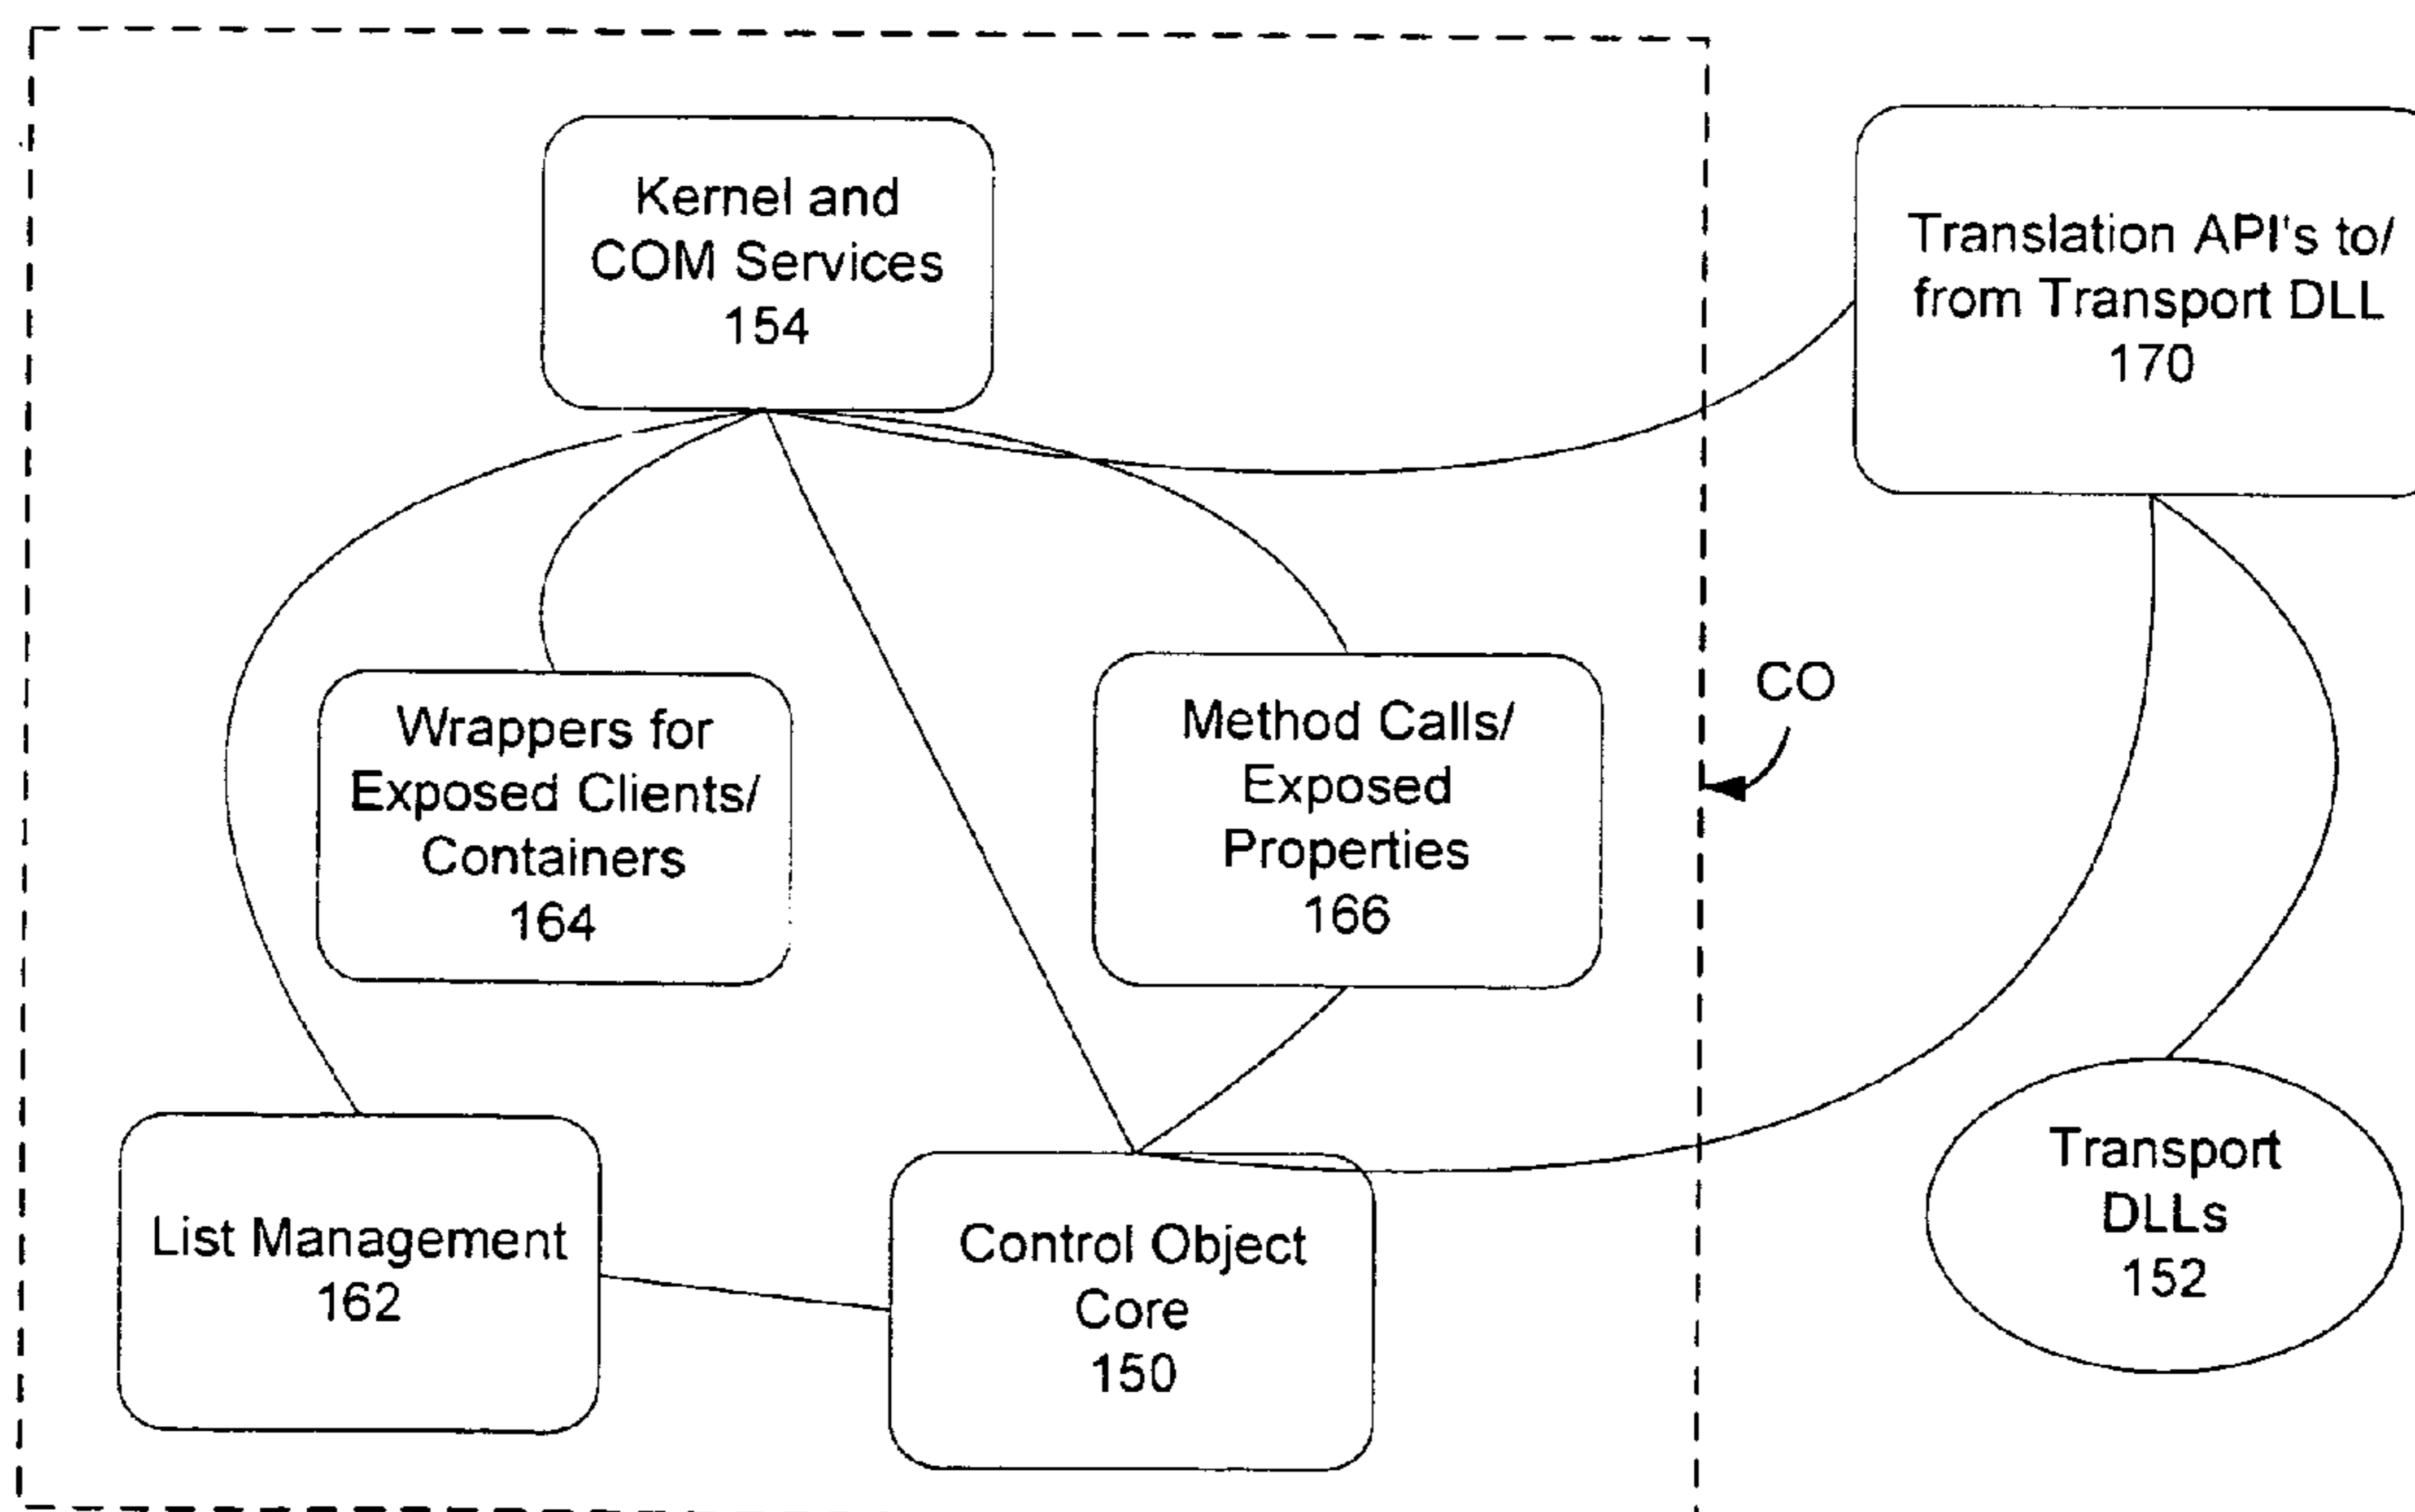 Kernel and
COM Services
154
Translation API's to/
from Transport DLL
170
Wrappers for
Exposed Clients/
Containers
164
Method Calls/
Exposed
Properties
166
CO
List Management
162
Control Object
Core
150
Transport
DLLs
152